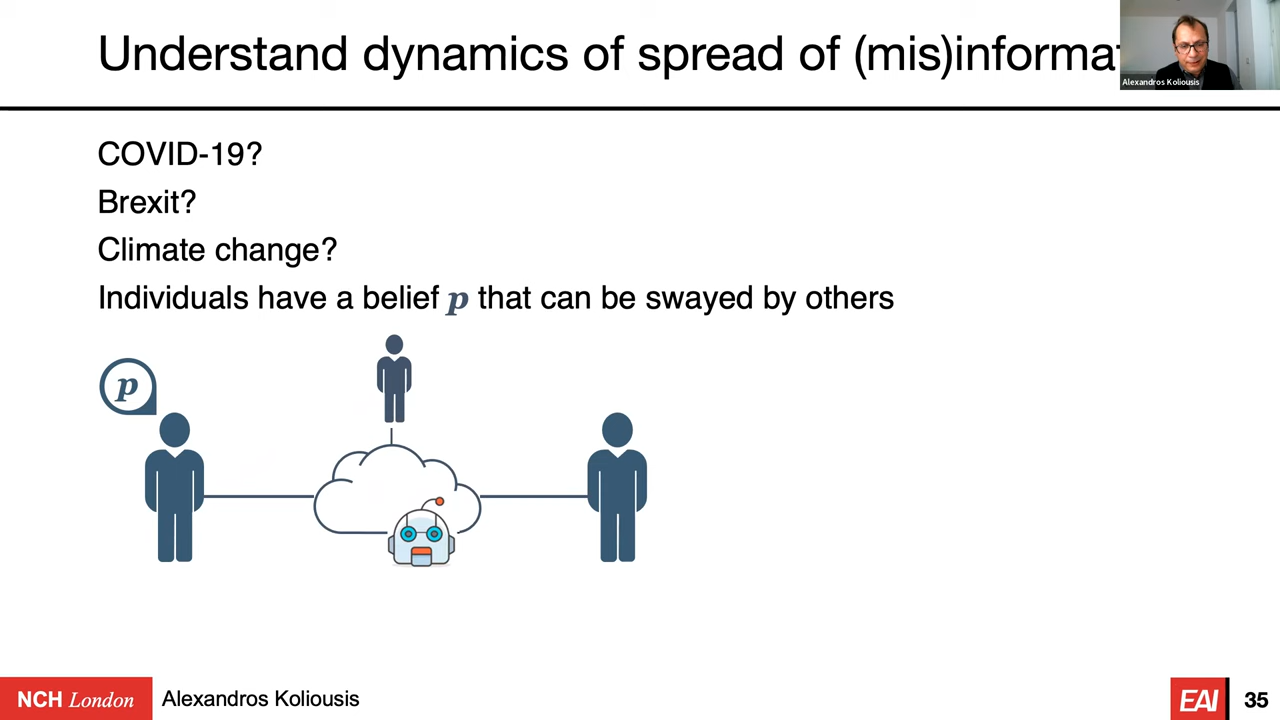 Understand dynamics of spread of (mis)informa
Alexandros Koliousis
COVID-19?
Brexit?
Climate change?
Individuals have a belief p that can be swayed by others
p
NCH London
Alexandros Koliousis
EAI
35